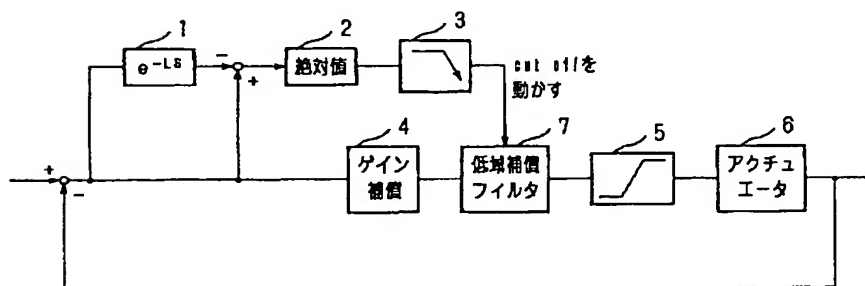 1
2
3
e⁻ᴸˢ
−
+
絶対値
cut offを
動かす
4
7
5
6
+
−
ゲイン
補償
低域補償
フィルタ
アクチュ
エータ